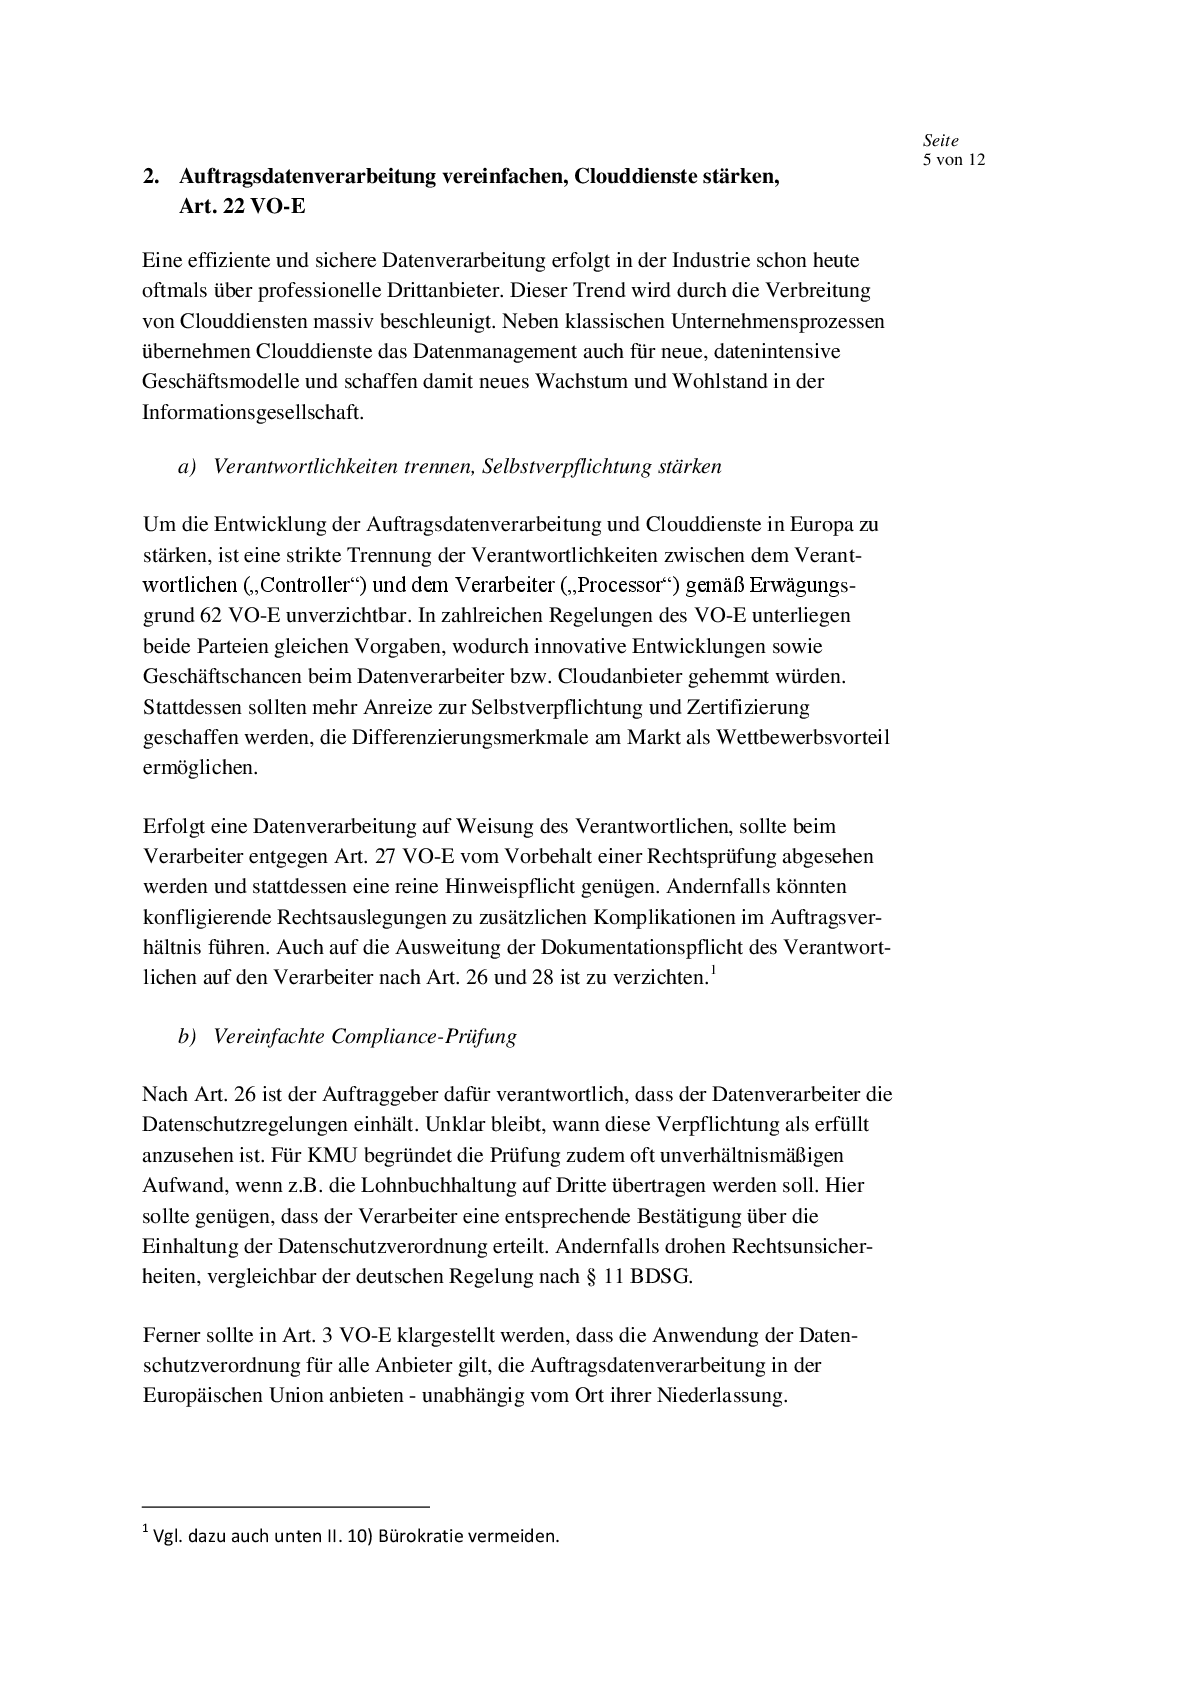 Seite
5 von 12
2. Auftragsdatenverarbeitung vereinfachen, Clouddienste stärken,
Art. 22 VO-E
Eine effiziente und sichere Datenverarbeitung erfolgt in der Industrie schon heute
oftmals über professionelle Drittanbieter. Dieser Trend wird durch die Verbreitung
von Clouddiensten massiv beschleunigt. Neben klassischen Unternehmensprozessen
übernehmen Clouddienste das Datenmanagement auch für neue, datenintensive
Geschäftsmodelle und schaffen damit neues Wachstum und Wohlstand in der
Informationsgesellschaft.
a) Verantwortlichkeiten trennen, Selbstverpflichtung stärken
Um die Entwicklung der Auftragsdatenverarbeitung und Clouddienste in Europa zu
stärken, ist eine strikte Trennung der Verantwortlichkeiten zwischen dem Verant-
wortlichen („Controller“) und dem Verarbeiter („Processor“) gemäß Erwägungs-
grund 62 VO-E unverzichtbar. In zahlreichen Regelungen des VO-E unterliegen
beide Parteien gleichen Vorgaben, wodurch innovative Entwicklungen sowie
Geschäftschancen beim Datenverarbeiter bzw. Cloudanbieter gehemmt würden.
Stattdessen sollten mehr Anreize zur Selbstverpflichtung und Zertifizierung
geschaffen werden, die Differenzierungsmerkmale am Markt als Wettbewerbsvorteil
ermöglichen.
Erfolgt eine Datenverarbeitung auf Weisung des Verantwortlichen, sollte beim
Verarbeiter entgegen Art. 27 VO-E vom Vorbehalt einer Rechtsprüfung abgesehen
werden und stattdessen eine reine Hinweispflicht genügen. Andernfalls könnten
konfligierende Rechtsauslegungen zu zusätzlichen Komplikationen im Auftragsver-
hältnis führen. Auch auf die Ausweitung der Dokumentationspflicht des Verantwort-
lichen auf den Verarbeiter nach Art. 26 und 28 ist zu verzichten.1
b) Vereinfachte Compliance-Prüfung
Nach Art. 26 ist der Auftraggeber dafür verantwortlich, dass der Datenverarbeiter die
Datenschutzregelungen einhält. Unklar bleibt, wann diese Verpflichtung als erfüllt
anzusehen ist. Für KMU begründet die Prüfung zudem oft unverhältnismäßigen
Aufwand, wenn z.B. die Lohnbuchhaltung auf Dritte übertragen werden soll. Hier
sollte genügen, dass der Verarbeiter eine entsprechende Bestätigung über die
Einhaltung der Datenschutzverordnung erteilt. Andernfalls drohen Rechtsunsicher-
heiten, vergleichbar der deutschen Regelung nach § 11 BDSG.
Ferner sollte in Art. 3 VO-E klargestellt werden, dass die Anwendung der Daten-
schutzverordnung für alle Anbieter gilt, die Auftragsdatenverarbeitung in der
Europäischen Union anbieten - unabhängig vom Ort ihrer Niederlassung.
1 Vgl. dazu auch unten II. 10) Bürokratie vermeiden.